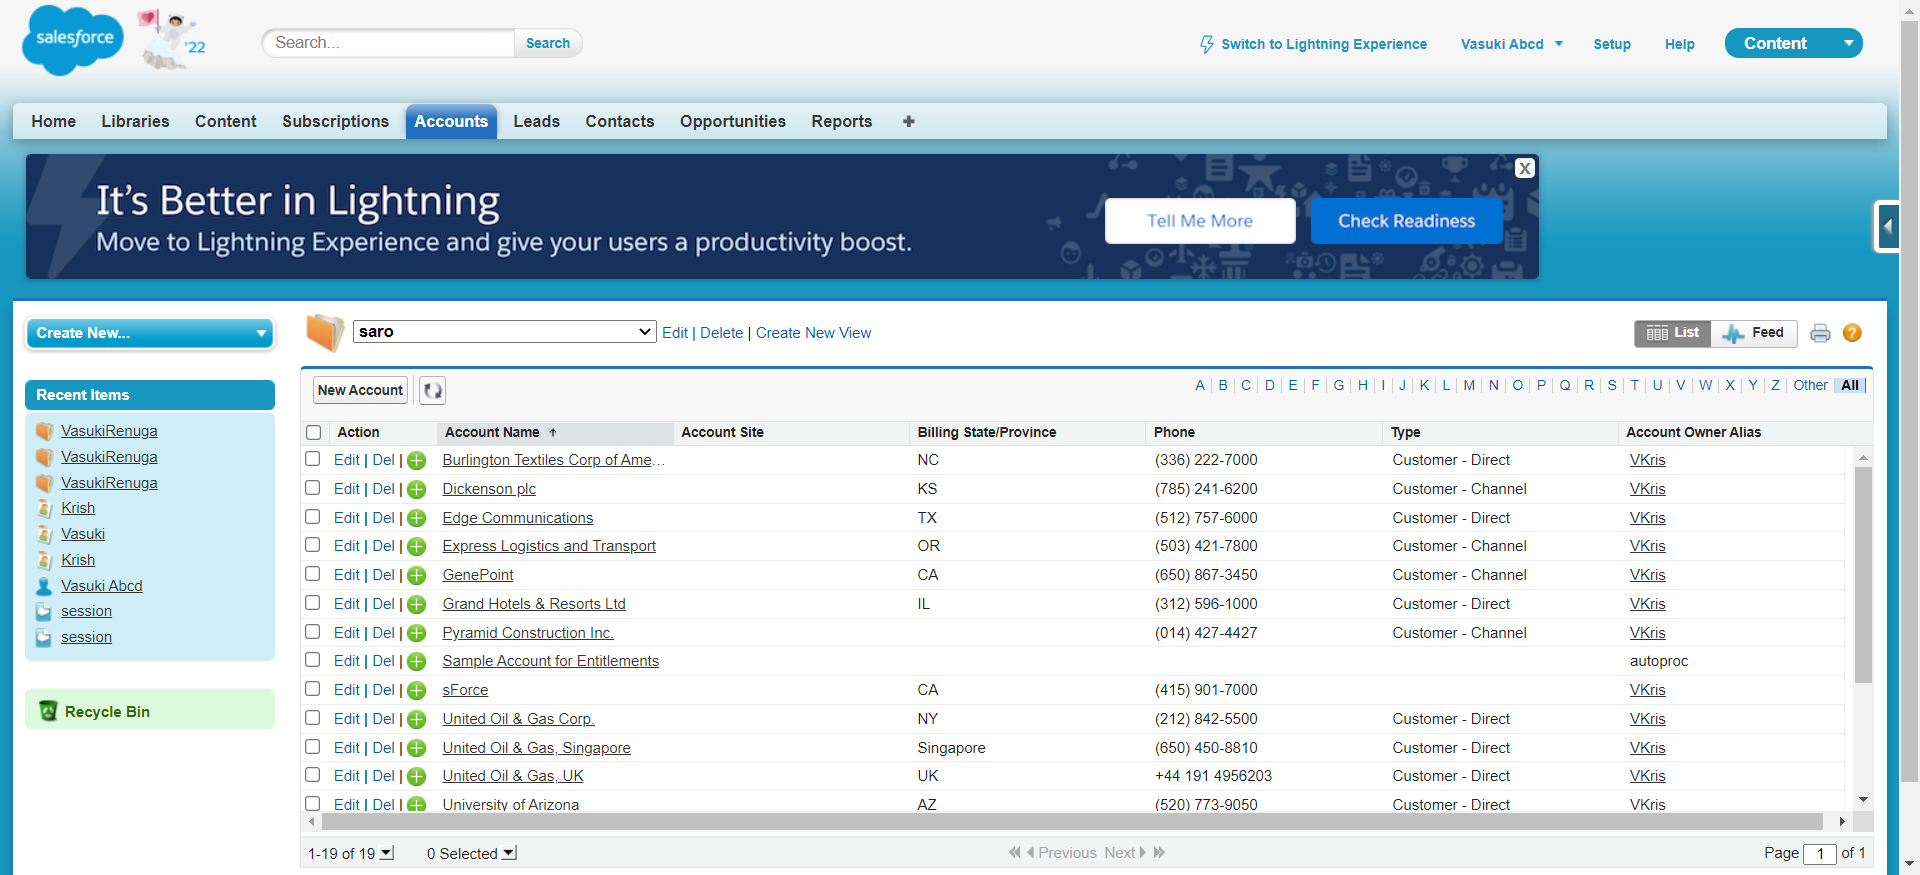 salesforce
'22
Search...
Search
Switch to Lightning Experience
Vasuki Abcd
Setup
Help
Content
Home
Libraries
Content
Subscriptions
Accounts
Leads
Contacts
Opportunities
Reports
+
It's Better in Lightning
Move to Lightning Experience and give your users a productivity boost.
Tell Me More
Check Readiness
X
Create New...
Recent Items
VasukiRenuga
VasukiRenuga
VasukiRenuga
Krish
Vasuki
Krish
Vasuki Abcd
session
session
Recycle Bin
saro
Edit | Delete | Create New View
List
Feed
?
New Account
A | B | C | D | E | F | G | H | I | J | K | L | M | N | O | P | Q | R | S | T | U | V | W | X | Y | Z | Other | All |
Action Account Name Account Site Billing State/Province Phone Type Account Owner Alias
Edit | Del | Burlington Textiles Corp of Ame... NC (336) 222-7000 Customer - Direct VKris
Edit | Del | Dickenson plc KS (785) 241-6200 Customer - Channel VKris
Edit | Del | Edge Communications TX (512) 757-6000 Customer - Direct VKris
Edit | Del | Express Logistics and Transport OR (503) 421-7800 Customer - Channel VKris
Edit | Del | GenePoint CA (650) 867-3450 Customer - Channel VKris
Edit | Del | Grand Hotels & Resorts Ltd IL (312) 596-1000 Customer - Direct VKris
Edit | Del | Pyramid Construction Inc. (014) 427-4427 Customer - Channel VKris
Edit | Del | Sample Account for Entitlements autoproc
Edit | Del | sForce CA (415) 901-7000 VKris
Edit | Del | United Oil & Gas Corp. NY (212) 842-5500 Customer - Direct VKris
Edit | Del | United Oil & Gas, Singapore Singapore (650) 450-8810 Customer - Direct VKris
Edit | Del | United Oil & Gas, UK UK +44 191 4956203 Customer - Direct VKris
Edit | Del | University of Arizona AZ (520) 773-9050 Customer - Direct VKris
1-19 of 19
0 Selected
Previous Next
Page 1 of 1